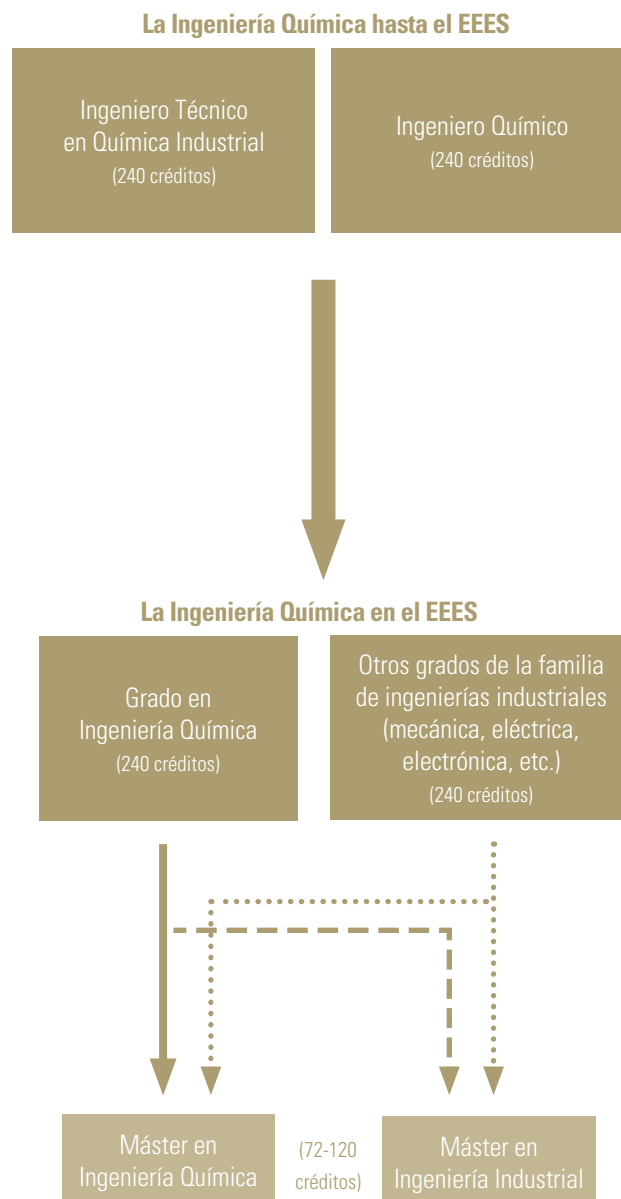 La Ingeniería Química hasta el EEES
Ingeniero Técnico
en Química Industrial
(240 créditos)
Ingeniero Químico
(240 créditos)
La Ingeniería Química en el EEES
Grado en
Ingeniería Química
(240 créditos)
Otros grados de la familia
de ingenierías industriales
(mecánica, eléctrica,
electrónica, etc.)
(240 créditos)
Máster en
Ingeniería Química
(72-120
créditos)
Máster en
Ingeniería Industrial